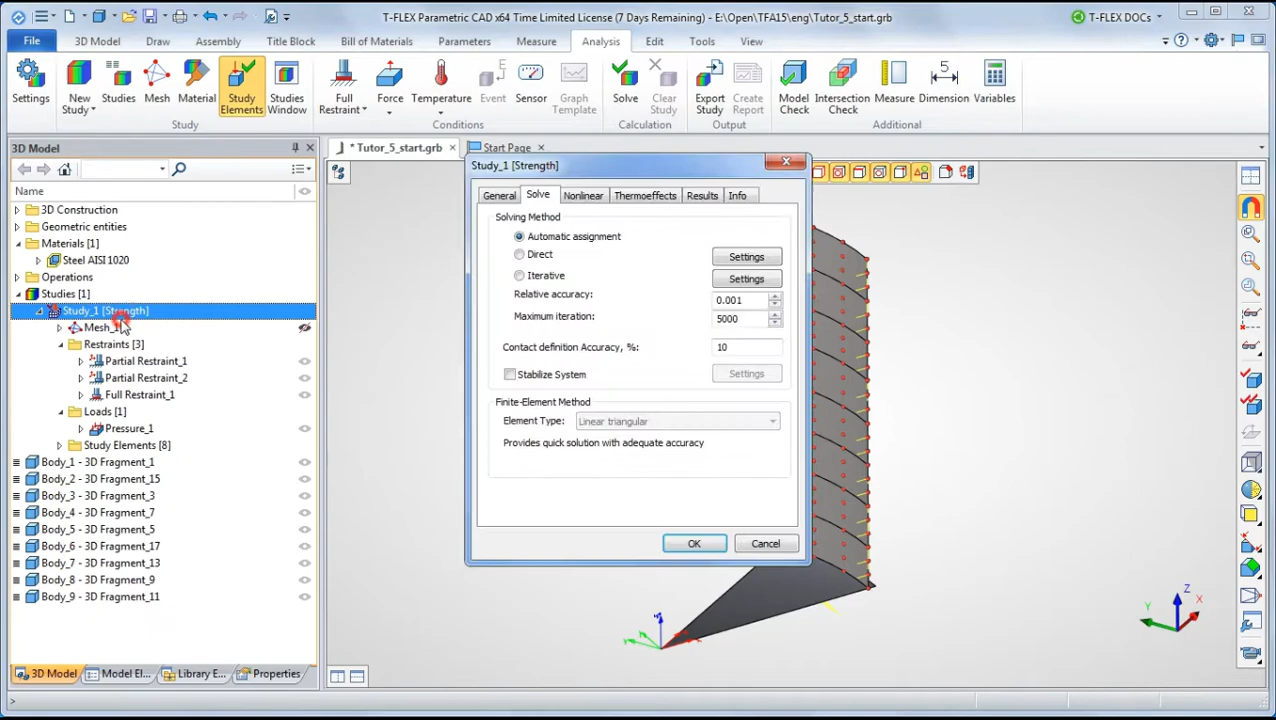 T-FLEX Parametric CAD x64 Time Limited License (7 Days Remaining) - E:\Open\TFA15\eng\Tutor_5_start.grb
T-FLEX DOCs
File
3D Model
Draw
Assembly
Title Block
Bill of Materials
Parameters
Measure
Analysis
Edit
Tools
View
Settings
New Study
Studies
Mesh
Material
Study Elements
Studies Window
Full Restraint
Force
Temperature
Event
Sensor
Graph Template
Solve
Clear Study
Export Study
Create Report
Model Check
Intersection Check
Measure
5
Dimension
Variables
Study
Conditions
Calculation
Output
Additional
3D Model
* Tutor_5_start.grb
Start Page
Name
3D Construction
Geometric entities
Materials [1]
Steel AISI 1020
Operations
Studies [1]
Study_1 [Strength]
Mesh_1
Restraints [3]
Partial Restraint_1
Partial Restraint_2
Full Restraint_1
Loads [1]
Pressure_1
Study Elements [8]
Body_1 - 3D Fragment_1
Body_2 - 3D Fragment_15
Body_3 - 3D Fragment_3
Body_4 - 3D Fragment_7
Body_5 - 3D Fragment_5
Body_6 - 3D Fragment_17
Body_7 - 3D Fragment_13
Body_8 - 3D Fragment_9
Body_9 - 3D Fragment_11
3D Model
Model El...
Library E...
Properties
>
Study_1 [Strength]
General
Solve
Nonlinear
Thermoeffects
Results
Info
Solving Method
Automatic assignment
Direct
Settings
Iterative
Settings
Relative accuracy:
0.001
Maximum iteration:
5000
Contact definition Accuracy, %:
10
Stabilize System
Settings
Finite-Element Method
Element Type:
Linear triangular
Provides quick solution with adequate accuracy
OK
Cancel
Z
Y
X